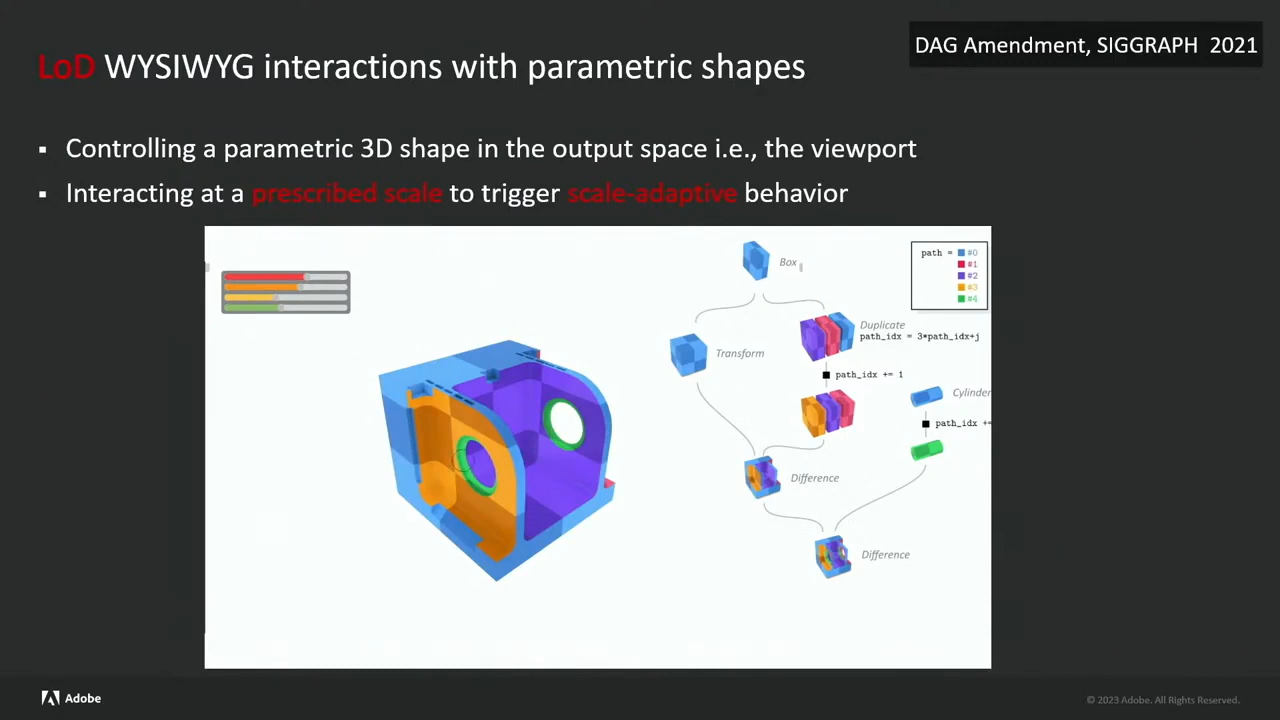 DAG Amendment, SIGGRAPH 2021
LoD WYSIWYG interactions with parametric shapes
▪ Controlling a parametric 3D shape in the output space i.e., the viewport
▪ Interacting at a prescribed scale to trigger scale-adaptive behavior
Box
path = #0
#1
#2
#3
#4
Duplicate
path_idx = 3*path_idx+j
Transform
path_idx += 1
Cylinder
path_idx +=
Difference
Difference
Adobe
© 2023 Adobe. All Rights Reserved.